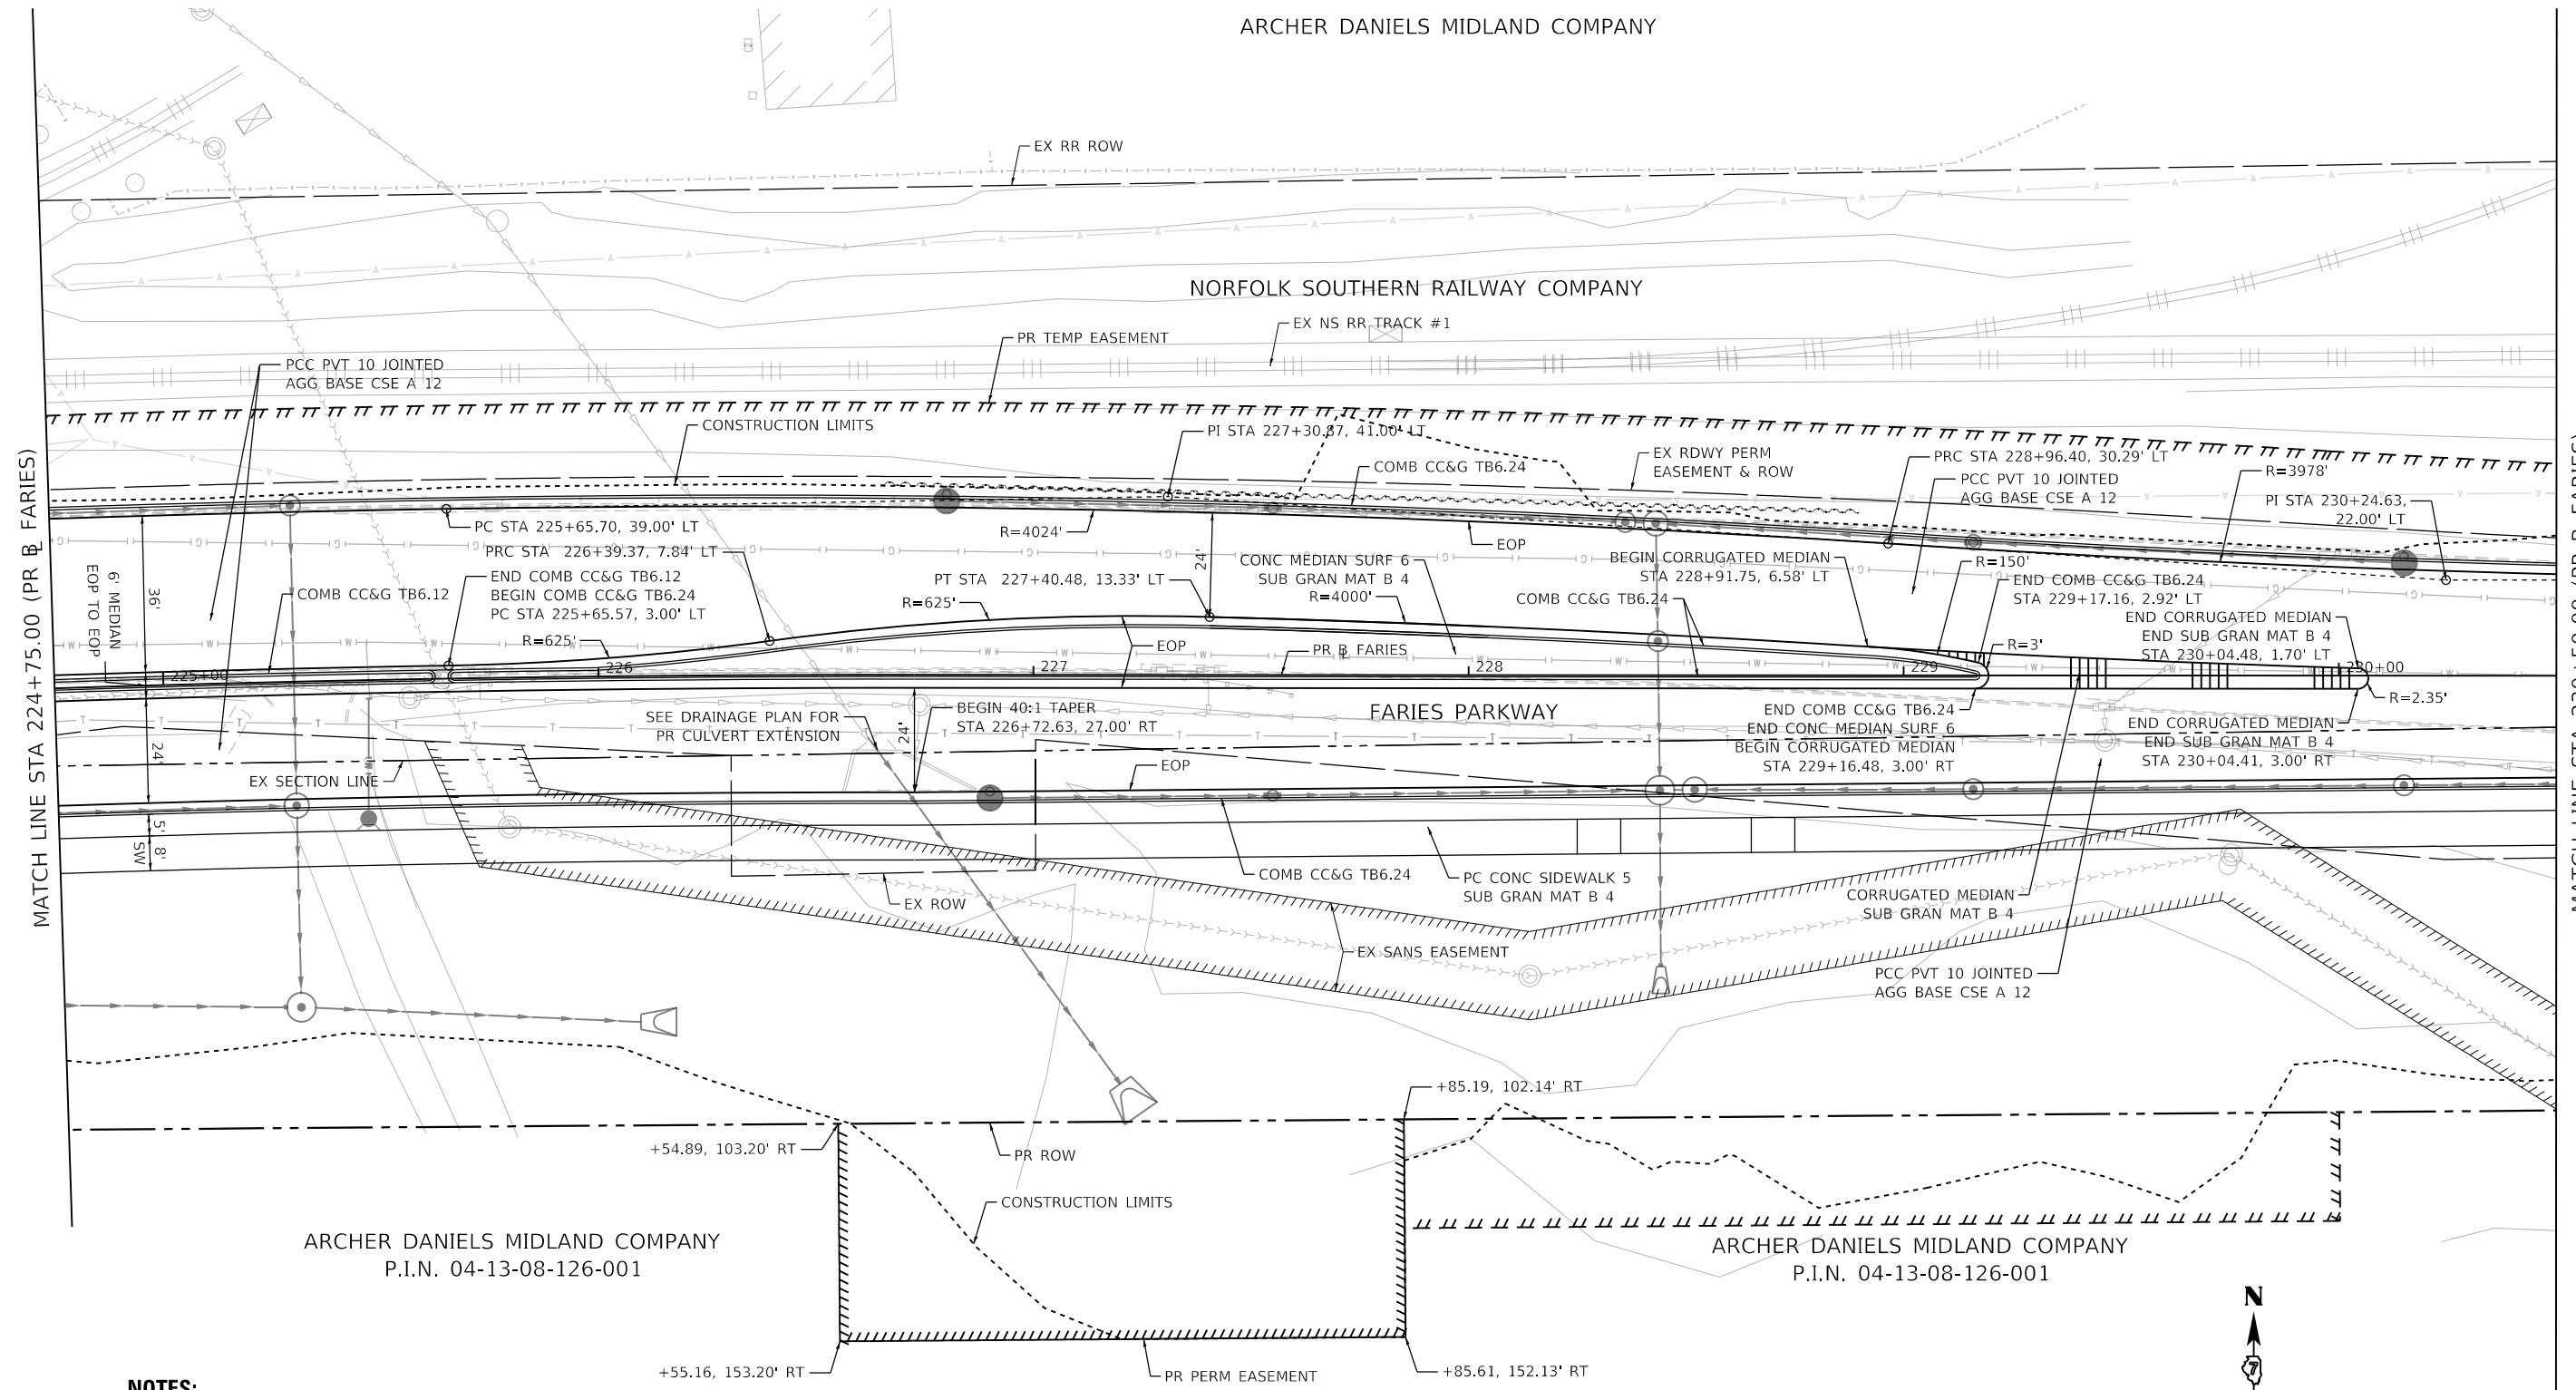 ARCHER DANIELS MIDLAND COMPANY
EX RR ROW
NORFOLK SOUTHERN RAILWAY COMPANY
EX NS RR TRACK #1
PR TEMP EASEMENT
PCC PVT 10 JOINTED
AGG BASE CSE A 12
CONSTRUCTION LIMITS
PI STA 227+30.87, 41.00' LT
COMB CC&G TB6.24
EX RDWY PERM
EASEMENT & ROW
PRC STA 228+96.40, 30.29' LT
PCC PVT 10 JOINTED
AGG BASE CSE A 12
R=3978'
PI STA 230+24.63,
22.00' LT
MATCH LINE STA 224+75.00 (PR ℄ FARIES)
PC STA 225+65.70, 39.00' LT
R=4024'
EOP
PRC STA 226+39.37, 7.84' LT
24'
CONC MEDIAN SURF 6
SUB GRAN MAT B 4
R=4000'
BEGIN CORRUGATED MEDIAN
STA 228+91.75, 6.58' LT
R=150'
6' MEDIAN
EOP TO EOP
36'
COMB CC&G TB6.12
END COMB CC&G TB6.12
BEGIN COMB CC&G TB6.24
PC STA 225+65.57, 3.00' LT
PT STA 227+40.48, 13.33' LT
R=625'
R=625'
COMB CC&G TB6.24
END COMB CC&G TB6.24
STA 229+17.16, 2.92' LT
END CORRUGATED MEDIAN
END SUB GRAN MAT B 4
STA 230+04.48, 1.70' LT
R=3'
EOP
PR ℄ FARIES
225+00
226
227
228
229
230+00
R=2.35'
FARIES PARKWAY
SEE DRAINAGE PLAN FOR
PR CULVERT EXTENSION
24'
BEGIN 40:1 TAPER
STA 226+72.63, 27.00' RT
END COMB CC&G TB6.24
END CONC MEDIAN SURF 6
BEGIN CORRUGATED MEDIAN
STA 229+16.48, 3.00' RT
END CORRUGATED MEDIAN
END SUB GRAN MAT B 4
STA 230+04.41, 3.00' RT
24'
EX SECTION LINE
EOP
5'
8'
SW
COMB CC&G TB6.24
PC CONC SIDEWALK 5
SUB GRAN MAT B 4
CORRUGATED MEDIAN
SUB GRAN MAT B 4
EX ROW
EX SANS EASEMENT
PCC PVT 10 JOINTED
AGG BASE CSE A 12
+85.19, 102.14' RT
+54.89, 103.20' RT
PR ROW
CONSTRUCTION LIMITS
ARCHER DANIELS MIDLAND COMPANY
P.I.N. 04-13-08-126-001
ARCHER DANIELS MIDLAND COMPANY
P.I.N. 04-13-08-126-001
+55.16, 153.20' RT
PR PERM EASEMENT
+85.61, 152.13' RT
N
7
NOTES: